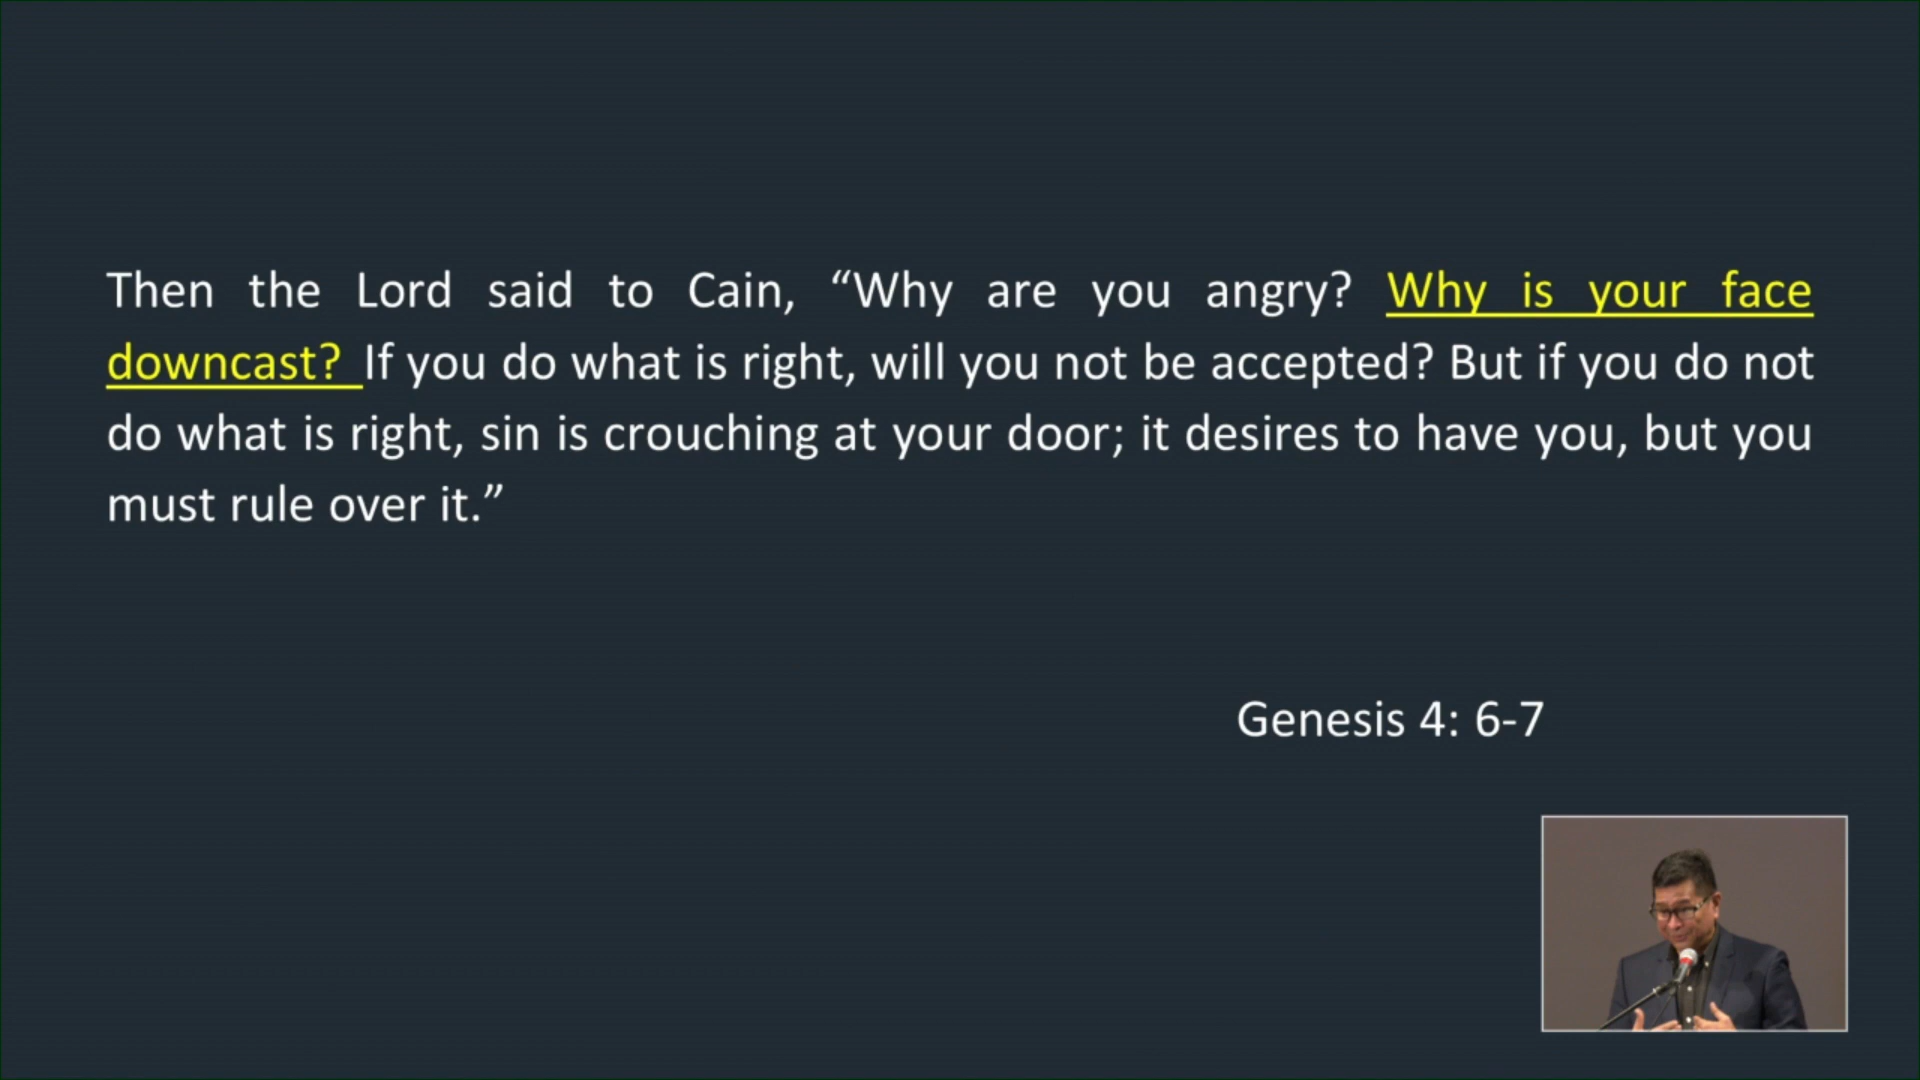 Then the Lord said to Cain, “Why are you angry? Why is your face
downcast? If you do what is right, will you not be accepted? But if you do not
do what is right, sin is crouching at your door; it desires to have you, but you
must rule over it.”
Genesis 4: 6-7